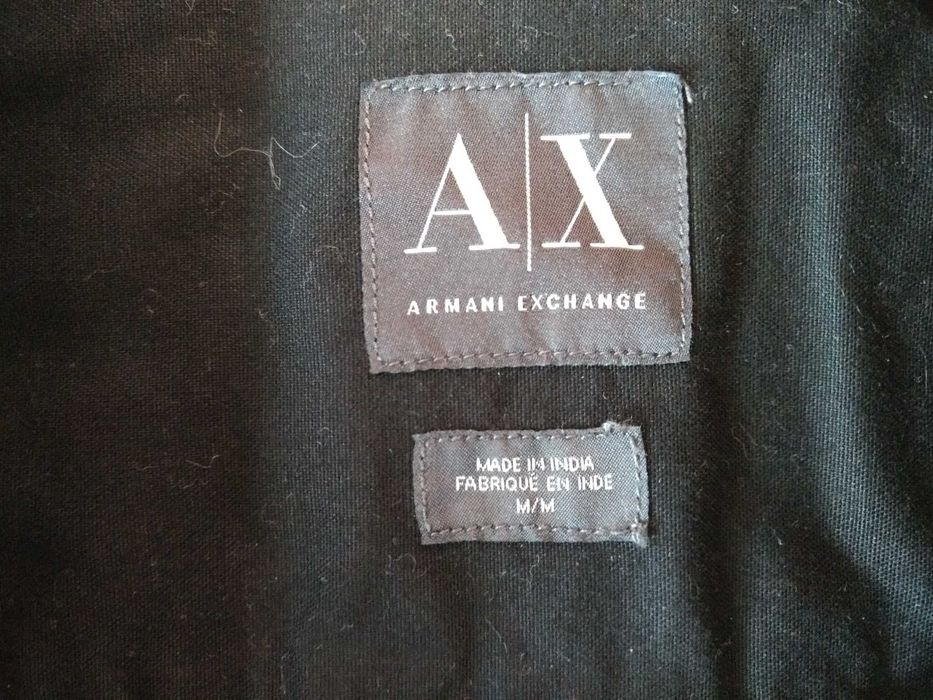 A|X
ARMANI EXCHANGE
MADE IN INDIA
FABRIQUÉ EN INDE
M/M